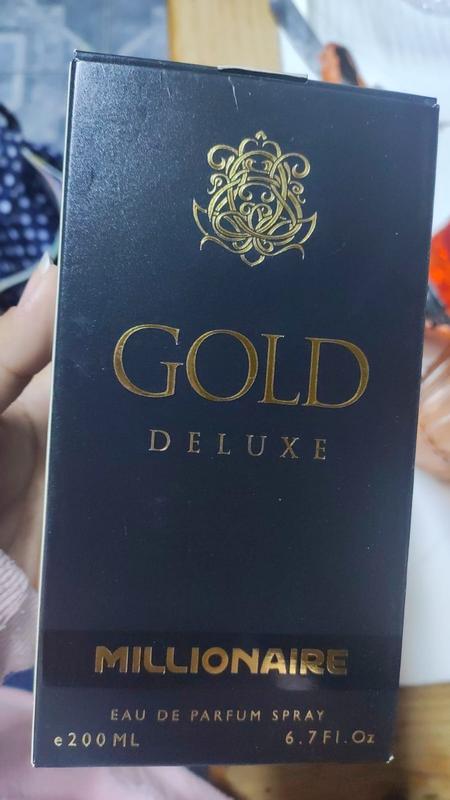 GOLD
DELUXE
MILLIONAIRE
EAU DE PARFUM SPRAY
e200ML 6.7Fl.Oz